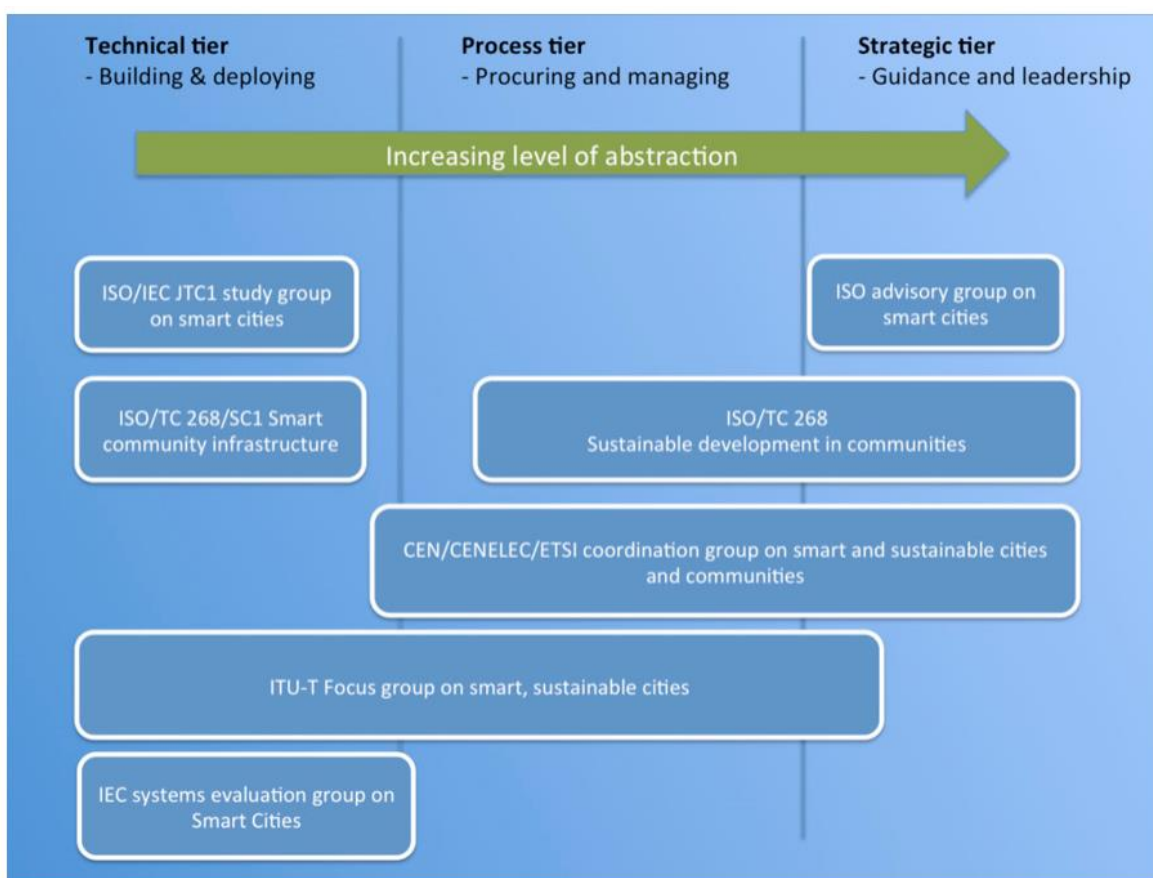 Technical tier
- Building & deploying
Process tier
- Procuring and managing
Strategic tier
- Guidance and leadership
Increasing level of abstraction
ISO/IEC JTC1 study group
on smart cities
ISO advisory group on
smart cities
ISO/TC 268/SC1 Smart
community infrastructure
ISO/TC 268
Sustainable development in communities
CEN/CENELEC/ETSI coordination group on smart and sustainable cities
and communities
ITU-T Focus group on smart, sustainable cities
IEC systems evaluation group on
Smart Cities